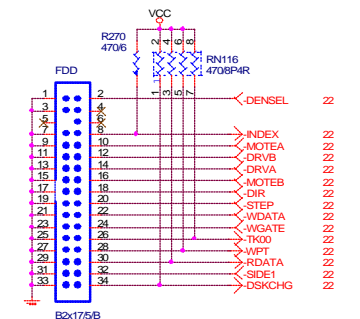 VCC
R270
470/6
2 4 6 8
RN116
470/8P4R
1 3 5 7
FDD
1 2 -DENSEL 22
3 4
5 6
7 8 -INDEX 22
9 10 -MOTEA 22
11 12 -DRVB 22
13 14 -DRVA 22
15 16 -MOTEB 22
17 18 -DIR 22
19 20 -STEP 22
21 22 -WDATA 22
23 24 -WGATE 22
25 26 -TK00 22
27 28 -WPT 22
29 30 -RDATA 22
31 32 -SIDE1 22
33 34 -DSKCHG 22
B2x17/5/B